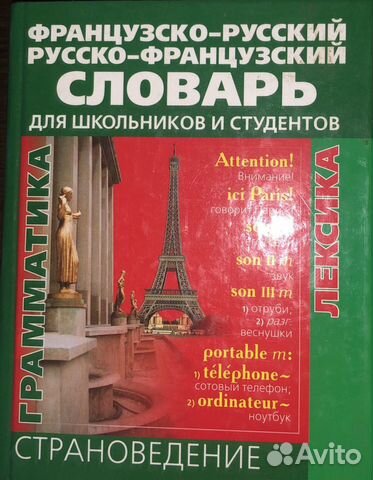 ФРАНЦУЗСКО-РУССКИЙ
РУССКО-ФРАНЦУЗСКИЙ
СЛОВАРЬ
ДЛЯ ШКОЛЬНИКОВ И СТУДЕНТОВ
ГРАММАТИКА
ЛЕКСИКА
Attention!
Внимание!
ici Paris!
говорит
son II m
звук
son III m
1) отруби;
2) разг.
веснушки
portable m:
1) téléphone~
сотовый телефон;
2) ordinateur~
ноутбук
СТРАНОВЕДЕНИЕ
Avito